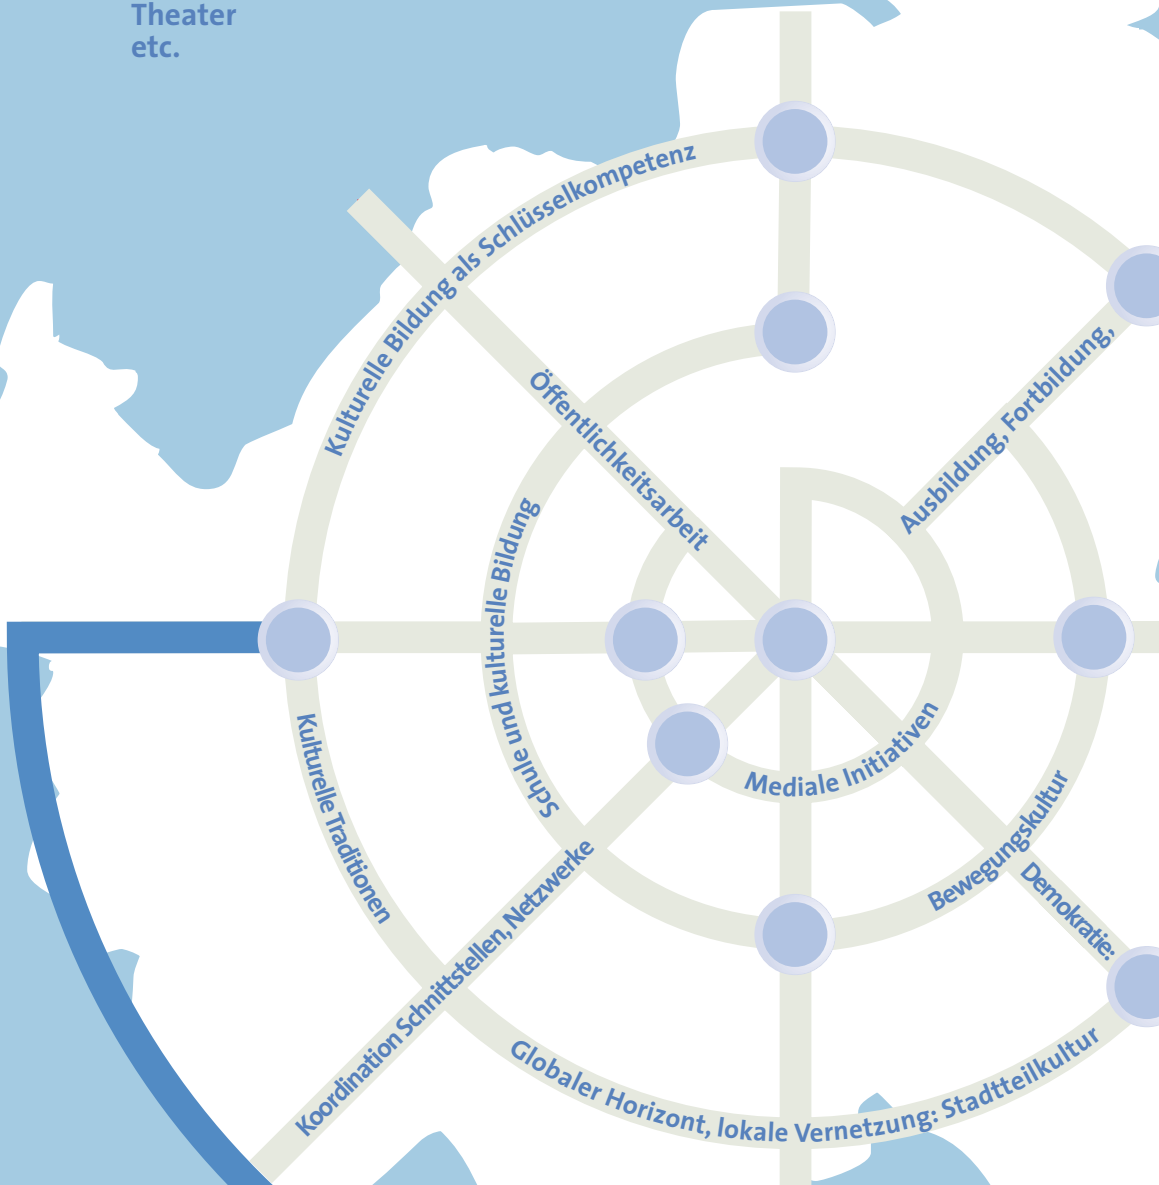 Theater
etc.
Kulturelle Bildung als Schlüsselkompetenz
Öffentlichkeitsarbeit
Ausbildung, Fortbildung,
Schule und kulturelle Bildung
Mediale Initiativen
Kulturelle Traditionen
Bewegungskultur
Demokratie:
Koordination Schnittstellen, Netzwerke
Globaler Horizont, lokale Vernetzung: Stadtteilkultur